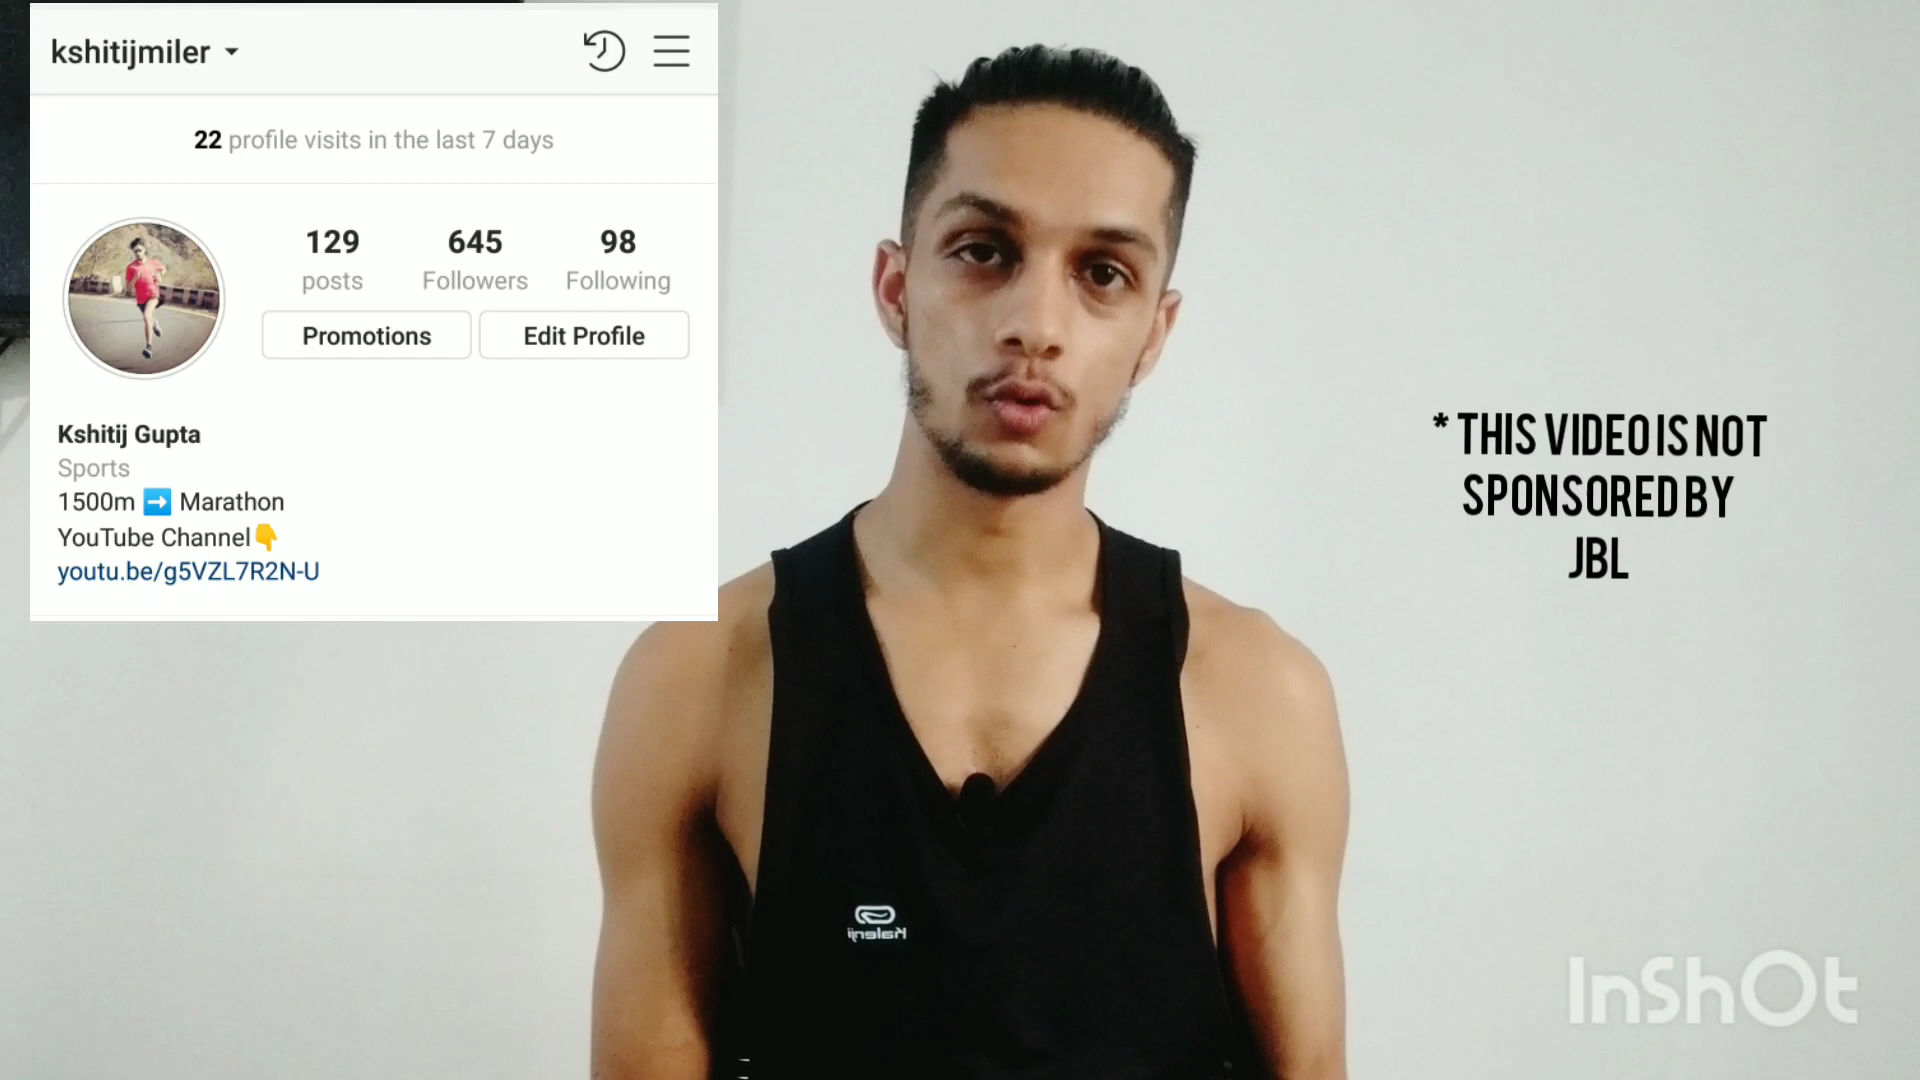 kshitijmiler
22 profile visits in the last 7 days
129 645 98
posts Followers Following
Promotions Edit Profile
Kshitij Gupta
Sports
1500m ➡️ Marathon
YouTube Channel👇
youtu.be/g5VZL7R2N-U
* THIS VIDEO IS NOT
SPONSORED BY
JBL
Kalenji
InShOt